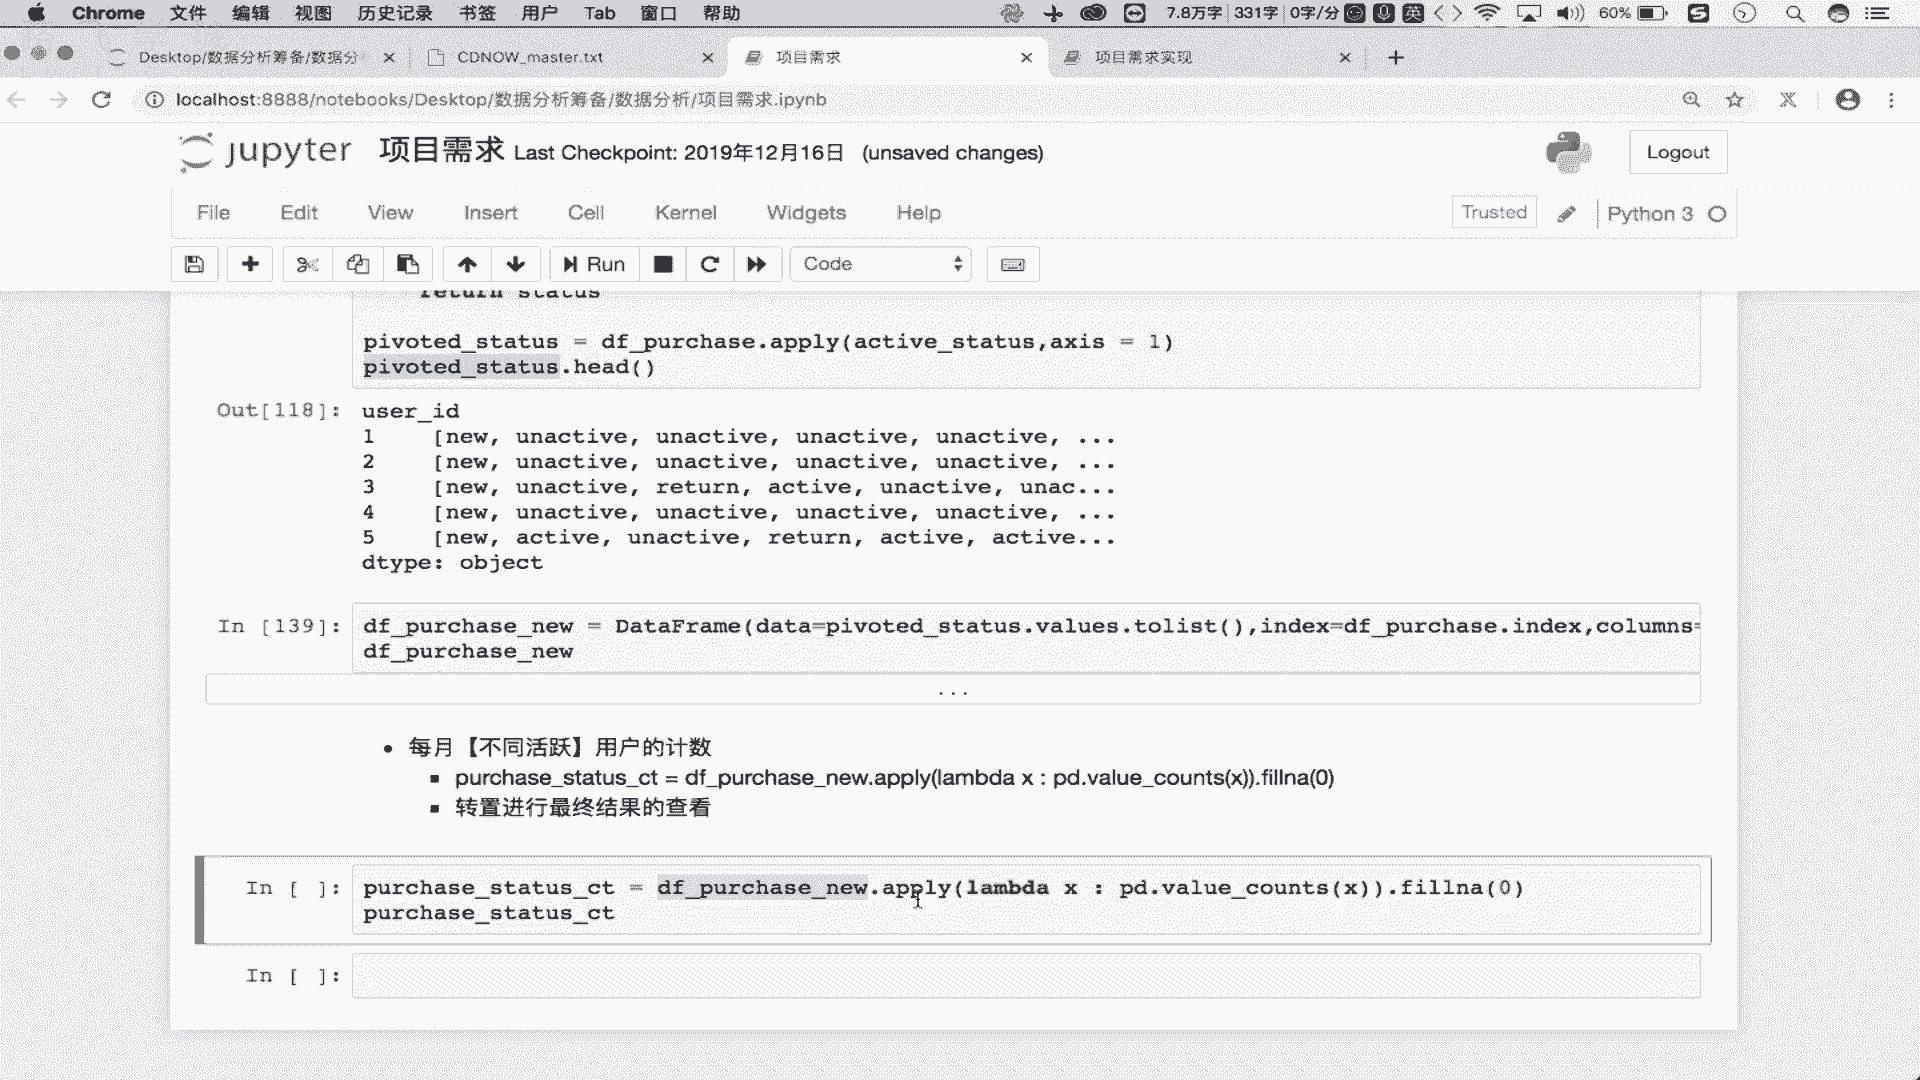 Chrome 文件 编辑 视图 历史记录 书签 用户 Tab 窗口 帮助 7.8万字 331字 0字/分 英 60%
Desktop/数据分析筹备/数据分 CDNOW_master.txt 项目需求 项目需求实现
localhost:8888/notebooks/Desktop/数据分析筹备/数据分析/项目需求.ipynb
jupyter 项目需求 Last Checkpoint: 2019年12月16日 (unsaved changes) Logout
File Edit View Insert Cell Kernel Widgets Help Trusted Python 3
Run Code
return status
pivoted_status = df_purchase.apply(active_status,axis = 1)
pivoted_status.head()
Out[118]: user_id
1 [new, unactive, unactive, unactive, unactive, ...
2 [new, unactive, unactive, unactive, unactive, ...
3 [new, unactive, return, active, unactive, unac...
4 [new, unactive, unactive, unactive, unactive, ...
5 [new, active, unactive, return, active, active...
dtype: object
In [139]: df_purchase_new = DataFrame(data=pivoted_status.values.tolist(),index=df_purchase.index,columns=
df_purchase_new
...
• 每月【不同活跃】用户的计数
▪ purchase_status_ct = df_purchase_new.apply(lambda x : pd.value_counts(x)).fillna(0)
▪ 转置进行最终结果的查看
In [ ]: purchase_status_ct = df_purchase_new.apply(lambda x : pd.value_counts(x)).fillna(0)
purchase_status_ct
In [ ]: